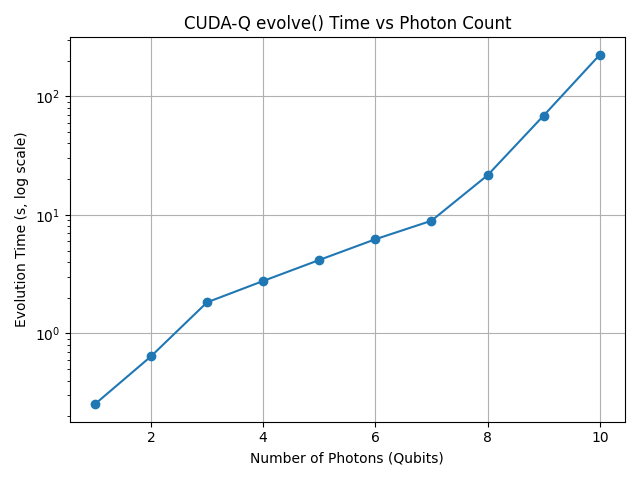 CUDA-Q evolve() Time vs Photon Count
Evolution Time (s, log scale)
10²
10¹
10⁰
2 4 6 8 10
Number of Photons (Qubits)